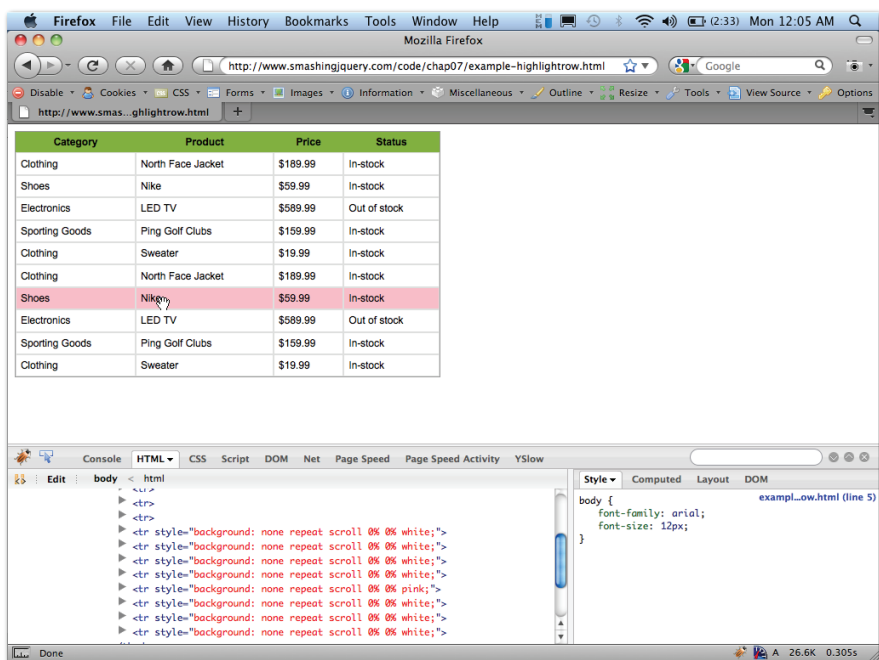 Firefox File Edit View History Bookmarks Tools Window Help (2:33) Mon 12:05 AM
Mozilla Firefox
http://www.smashingjquery.com/code/chap07/example-highlightrow.html Google
Disable Cookies CSS Forms Images Information Miscellaneous Outline Resize Tools View Source Options
http://www.smas...ghlightrow.html +
Category Product Price Status
Clothing North Face Jacket $189.99 In-stock
Shoes Nike $59.99 In-stock
Electronics LED TV $589.99 Out of stock
Sporting Goods Ping Golf Clubs $159.99 In-stock
Clothing Sweater $19.99 In-stock
Clothing North Face Jacket $189.99 In-stock
Shoes Nike $59.99 In-stock
Electronics LED TV $589.99 Out of stock
Sporting Goods Ping Golf Clubs $159.99 In-stock
Clothing Sweater $19.99 In-stock
Console HTML CSS Script DOM Net Page Speed Page Speed Activity YSlow
Edit body < html
Style Computed Layout DOM
<tr>
<tr>
<tr>
<tr style="background: none repeat scroll 0% 0% white;">
<tr style="background: none repeat scroll 0% 0% white;">
<tr style="background: none repeat scroll 0% 0% white;">
<tr style="background: none repeat scroll 0% 0% white;">
<tr style="background: none repeat scroll 0% 0% pink;">
<tr style="background: none repeat scroll 0% 0% white;">
<tr style="background: none repeat scroll 0% 0% white;">
<tr style="background: none repeat scroll 0% 0% white;">
body { exampl...ow.html (line 5)
font-family: arial;
font-size: 12px;
}
Done A 26.6K 0.305s